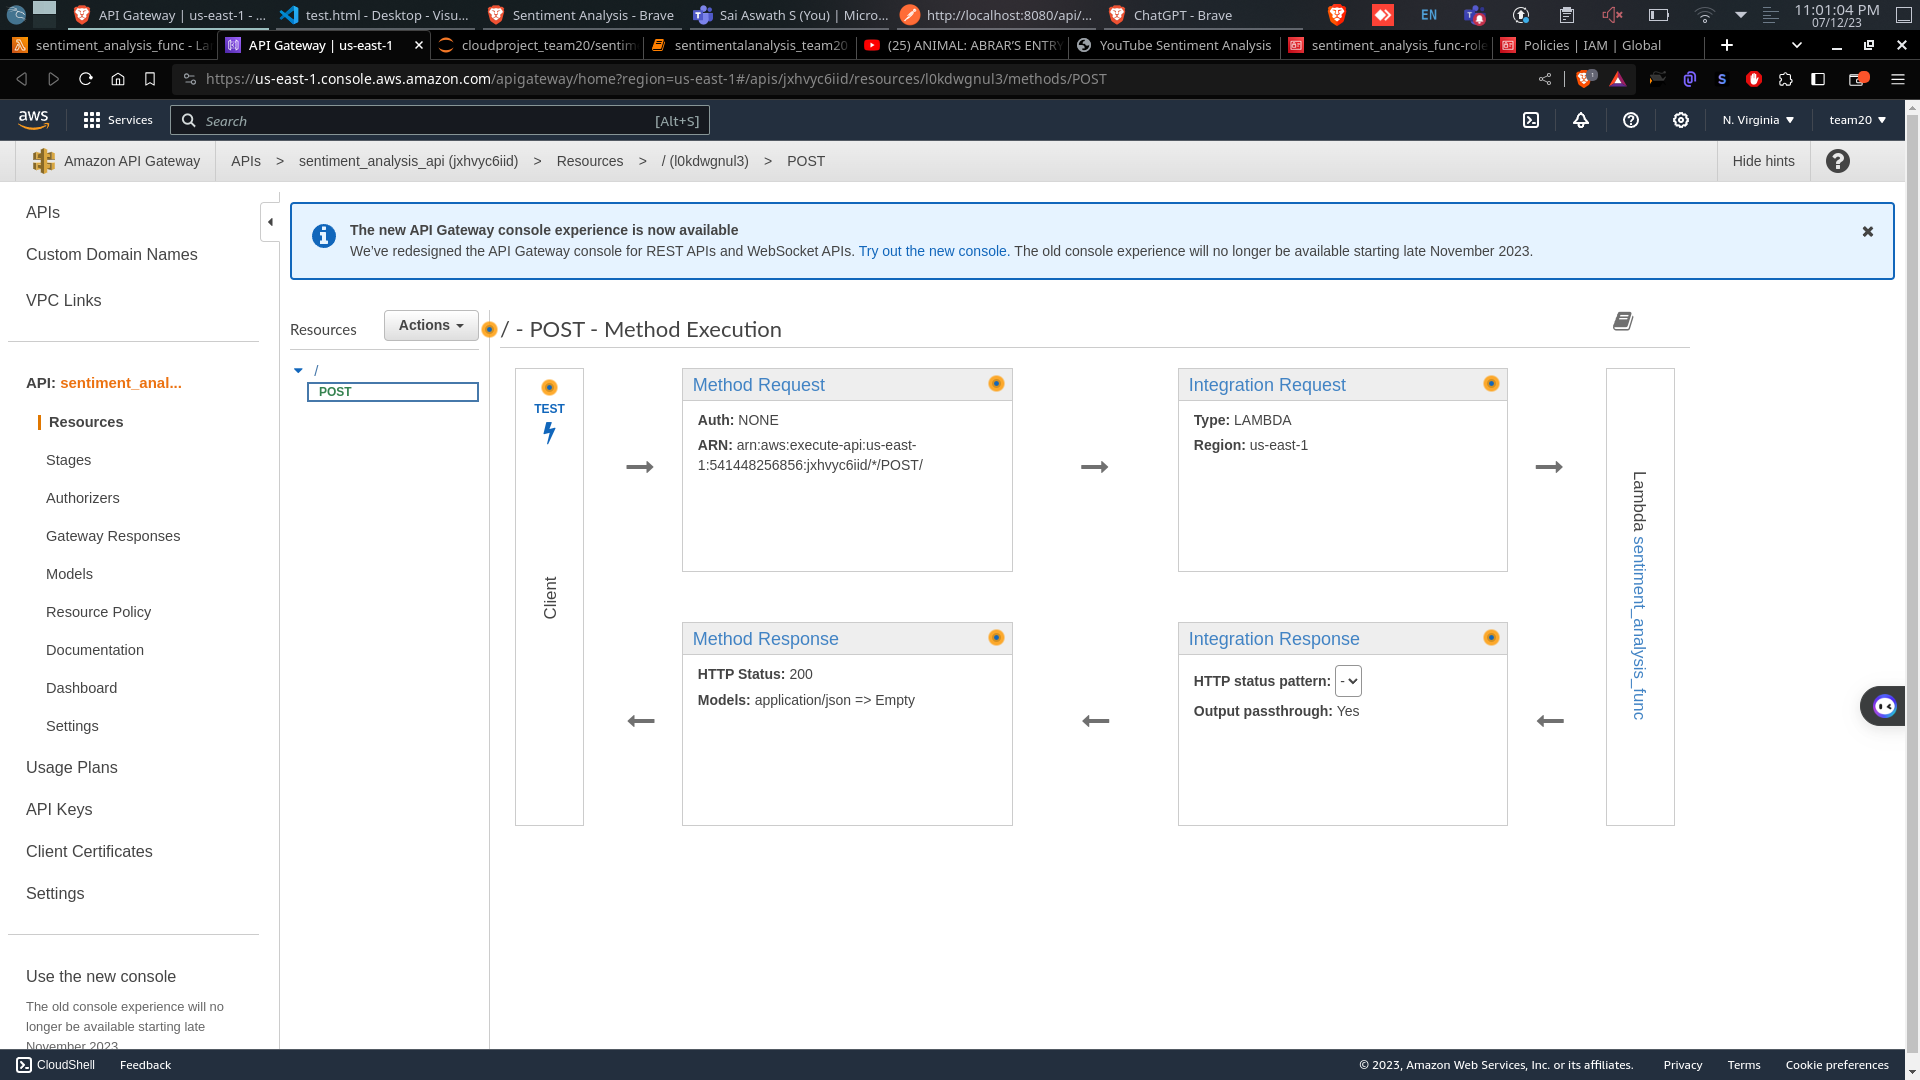 API Gateway | us-east-1 - ...
test.html - Desktop - Visu...
Sentiment Analysis - Brave
Sai Aswath S (You) | Micro...
http://localhost:8080/api/...
ChatGPT - Brave
EN
11:01:04 PM
07/12/23
sentiment_analysis_func - La
API Gateway | us-east-1
cloudproject_team20/sentim
sentimentalanalysis_team20
(25) ANIMAL: ABRAR'S ENTRY
YouTube Sentiment Analysis
sentiment_analysis_func-role
Policies | IAM | Global
https://us-east-1.console.aws.amazon.com/apigateway/home?region=us-east-1#/apis/jxhvyc6iid/resources/l0kdwgnul3/methods/POST
aws
Services
Search
[Alt+S]
N. Virginia
team20
Amazon API Gateway
APIs > sentiment_analysis_api (jxhvyc6iid) > Resources > / (l0kdwgnul3) > POST
Hide hints
APIs
Custom Domain Names
VPC Links
API: sentiment_anal...
Resources
Stages
Authorizers
Gateway Responses
Models
Resource Policy
Documentation
Dashboard
Settings
Usage Plans
API Keys
Client Certificates
Settings
Use the new console
The old console experience will no
longer be available starting late
November 2023
The new API Gateway console experience is now available
We've redesigned the API Gateway console for REST APIs and WebSocket APIs. Try out the new console. The old console experience will no longer be available starting late November 2023.
Resources
Actions
/
POST
/ - POST - Method Execution
TEST
Client
Method Request
Auth: NONE
ARN: arn:aws:execute-api:us-east-
1:541448256856:jxhvyc6iid/*/POST/
Integration Request
Type: LAMBDA
Region: us-east-1
Lambda sentiment_analysis_func
Method Response
HTTP Status: 200
Models: application/json => Empty
Integration Response
HTTP status pattern: -
Output passthrough: Yes
CloudShell
Feedback
© 2023, Amazon Web Services, Inc. or its affiliates.
Privacy
Terms
Cookie preferences